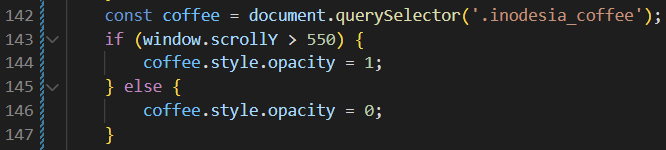 142 const coffee = document.querySelector('.inodesia_coffee');
143 if (window.scrollY > 550) {
144 coffee.style.opacity = 1;
145 } else {
146 coffee.style.opacity = 0;
147 }